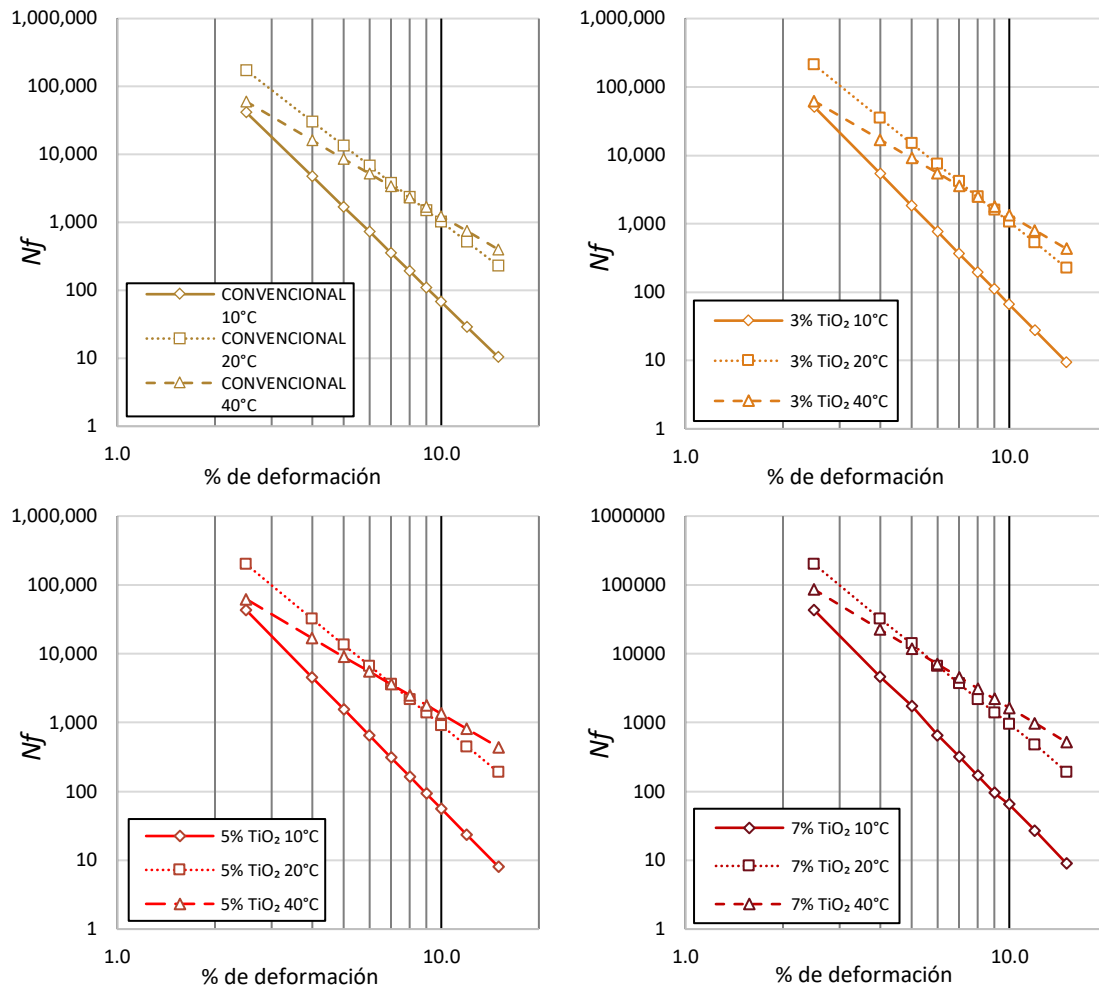 1,000,000
100,000
10,000
1,000
100
10
1
Nf
CONVENCIONAL
10°C
CONVENCIONAL
20°C
CONVENCIONAL
40°C
1.0
10.0
% de deformación
1,000,000
100,000
10,000
1,000
100
10
1
Nf
3% TiO₂ 10°C
3% TiO₂ 20°C
3% TiO₂ 40°C
1.0
10.0
% de deformación
1,000,000
100,000
10,000
1,000
100
10
1
Nf
5% TiO₂ 10°C
5% TiO₂ 20°C
5% TiO₂ 40°C
1.0
10.0
% de deformación
1000000
100000
10000
1,000
100
10
1
Nf
7% TiO₂ 10°C
7% TiO₂ 20°C
7% TiO₂ 40°C
1.0
10.0
% de deformación